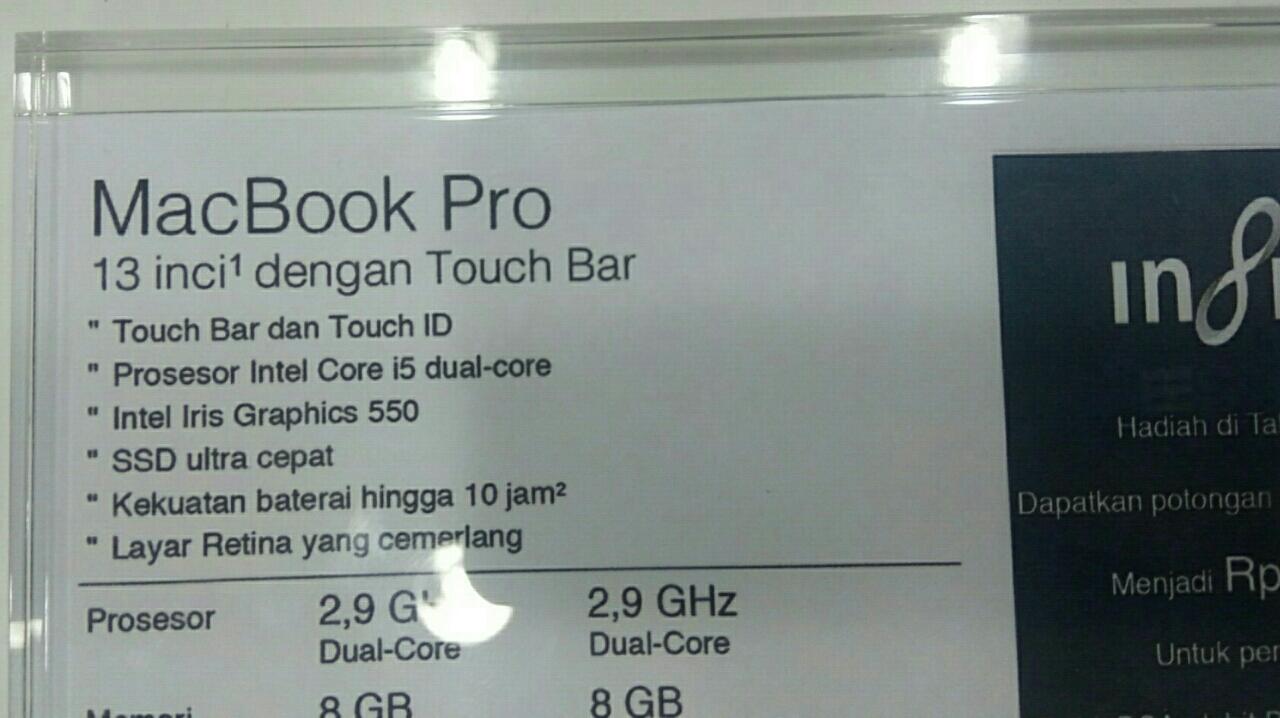 MacBook Pro
13 inci¹ dengan Touch Bar
" Touch Bar dan Touch ID
" Prosesor Intel Core i5 dual-core
" Intel Iris Graphics 550
" SSD ultra cepat
" Kekuatan baterai hingga 10 jam²
" Layar Retina yang cemerlang
Prosesor 2,9 G 2,9 GHz
Dual-Core Dual-Core
8 GB 8 GB
Hadiah di Ta
Dapatkan potongan
Menjadi Rp
Untuk per